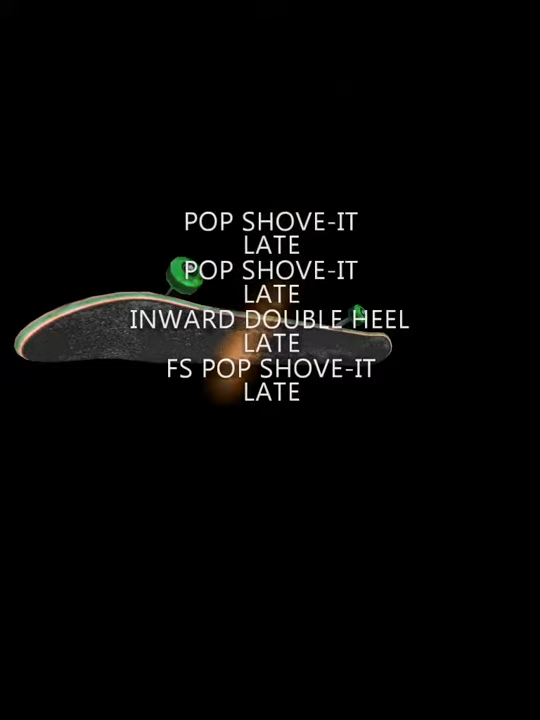 POP SHOVE-IT
LATE
POP SHOVE-IT
LATE
INWARD DOUBLE HEEL
LATE
FS POP SHOVE-IT
LATE